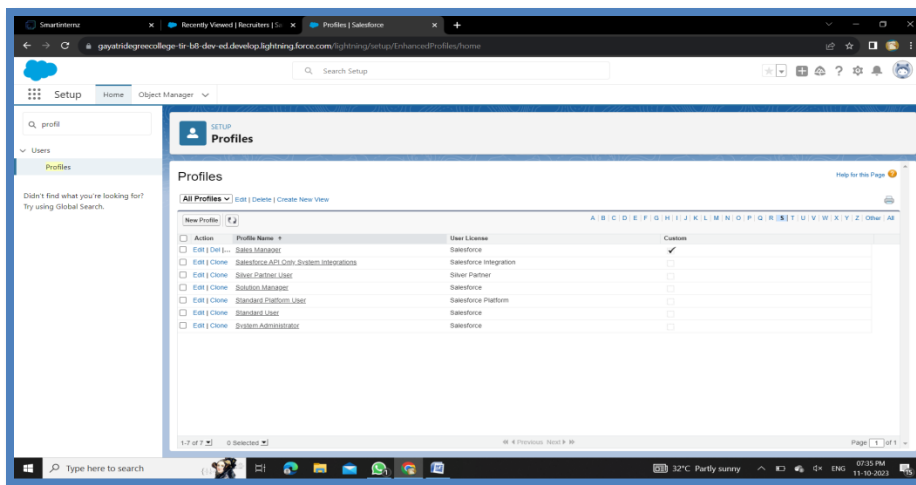 Smartinternz
Recently Viewed | Recruiters | Sa
Profiles | Salesforce
gayatridegreecollege-tir-b8-dev-ed.develop.lightning.force.com/lightning/setup/EnhancedProfiles/home
Search Setup
Setup Home Object Manager
profil
Users
Profiles
Didn't find what you're looking for?
Try using Global Search.
SETUP
Profiles
Profiles
Help for this Page
All Profiles Edit | Delete | Create New View
New Profile A B C D E F G H I J K L M N O P Q R S T U V W X Y Z Other All
Action Profile Name User License Custom
Edit | Del |... Sales Manager Salesforce
Edit | Clone Salesforce API Only System Integrations Salesforce Integration
Edit | Clone Silver Partner User Silver Partner
Edit | Clone Solution Manager Salesforce
Edit | Clone Standard Platform User Salesforce Platform
Edit | Clone Standard User Salesforce
Edit | Clone System Administrator Salesforce
1-7 of 7 0 Selected Previous Next Page 1 of 1
Type here to search 32°C Partly sunny ENG 07:35 PM
11-10-2023